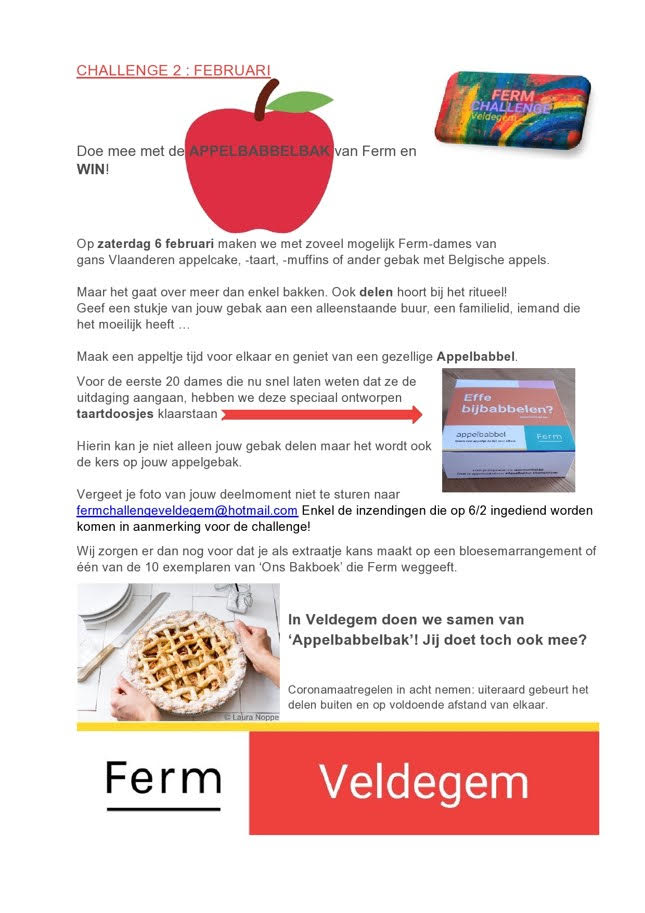 CHALLENGE 2 : FEBRUARI
FERM
CHALLENGE
Veldegem
Doe mee met de APPELBABBELBAK van Ferm en
WIN!
Op zaterdag 6 februari maken we met zoveel mogelijk Ferm-dames van
gans Vlaanderen appelcake, -taart, -muffins of ander gebak met Belgische appels.
Maar het gaat over meer dan enkel bakken. Ook delen hoort bij het ritueel!
Geef een stukje van jouw gebak aan een alleenstaande buur, een familielid, iemand die
het moeilijk heeft …
Maak een appeltje tijd voor elkaar en geniet van een gezellige Appelbabbel.
Voor de eerste 20 dames die nu snel laten weten dat ze de
uitdaging aangaan, hebben we deze speciaal ontworpen
taartdoosjes klaarstaan
Effe
bijbabbelen?
appelbabbel
Ferm
Hierin kan je niet alleen jouw gebak delen maar het wordt ook
de kers op jouw appelgebak.
Vergeet je foto van jouw deelmoment niet te sturen naar
fermchallengeveldegem@hotmail.com Enkel de inzendingen die op 6/2 ingediend worden
komen in aanmerking voor de challenge!
Wij zorgen er dan nog voor dat je als extraatje kans maakt op een bloesemarrangement of
één van de 10 exemplaren van ‘Ons Bakboek’ die Ferm weggeeft.
© Laura Noppe
In Veldegem doen we samen van
‘Appelbabbelbak’! Jij doet toch ook mee?
Coronamaatregelen in acht nemen: uiteraard gebeurt het
delen buiten en op voldoende afstand van elkaar.
Ferm
Veldegem